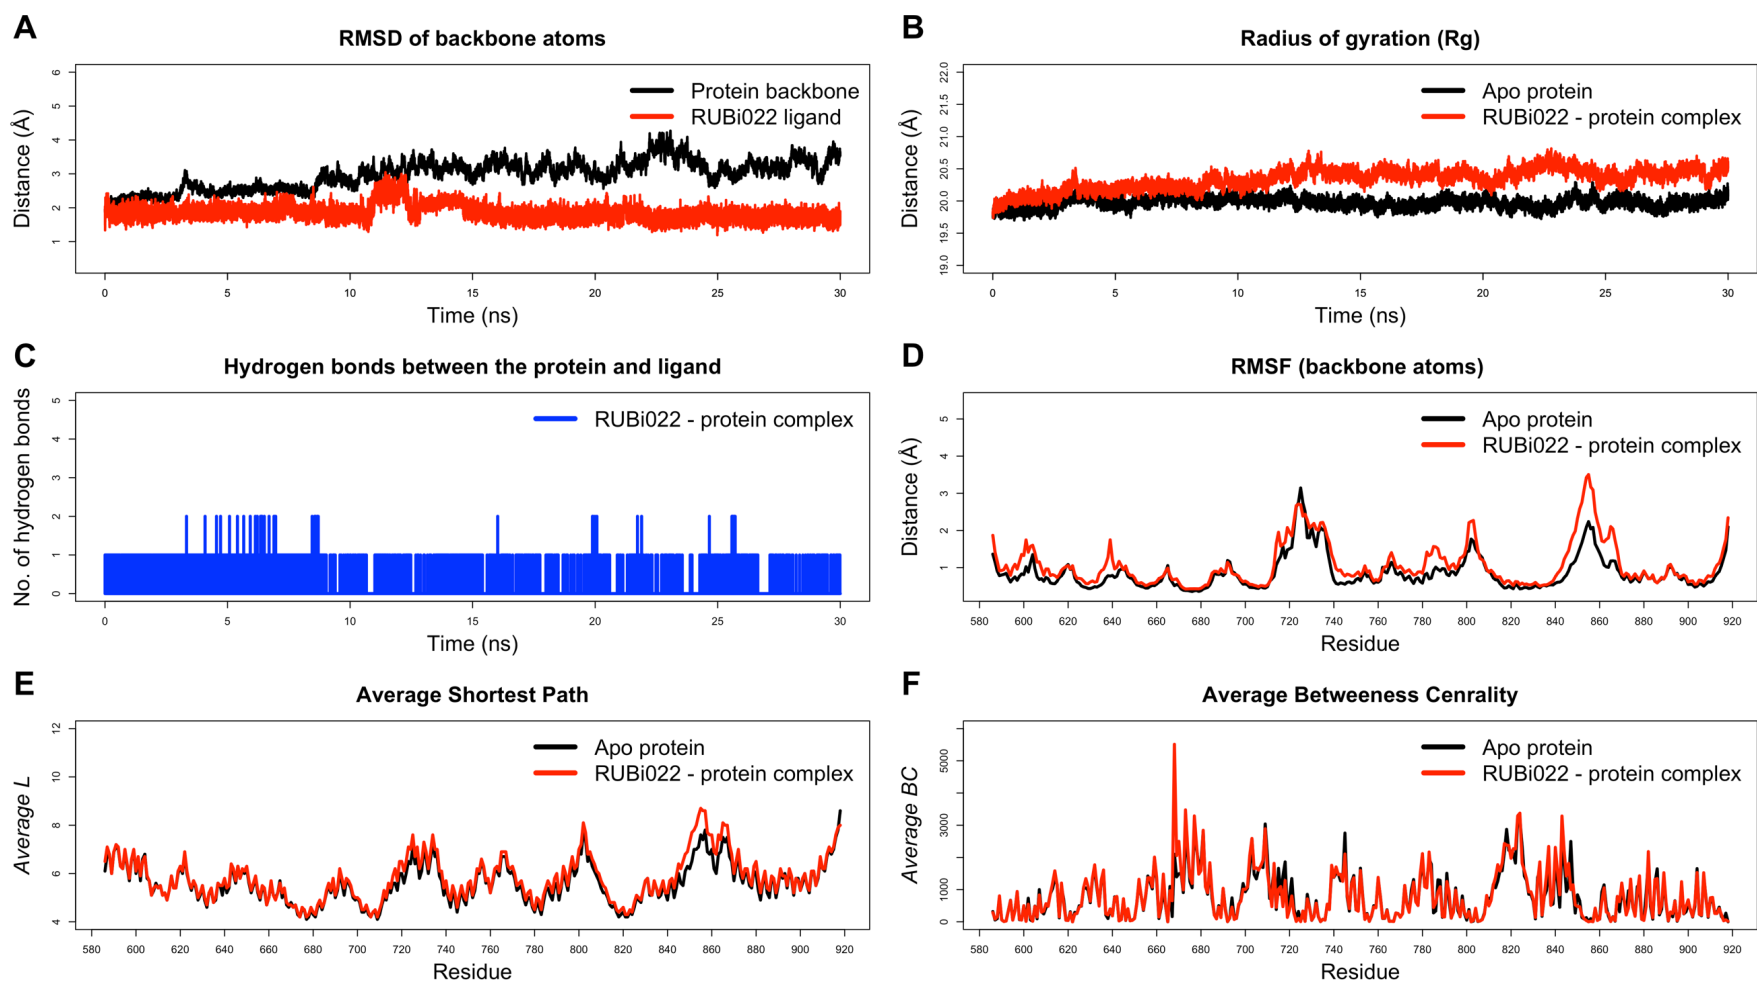 A
RMSD of backbone atoms
Protein backbone
RUBi022 ligand
Distance (Å)
6
5
4
3
2
1
0 5 10 15 20 25 30
Time (ns)
B
Radius of gyration (Rg)
Apo protein
RUBi022 - protein complex
Distance (Å)
22.0
21.5
21.0
20.5
20.0
19.5
19.0
0 5 10 15 20 25 30
Time (ns)
C
Hydrogen bonds between the protein and ligand
RUBi022 - protein complex
No. of hydrogen bonds
5
4
3
2
1
0
0 5 10 15 20 25 30
Time (ns)
D
RMSF (backbone atoms)
Apo protein
RUBi022 - protein complex
Distance (Å)
5
4
3
2
1
580 600 620 640 660 680 700 720 740 760 780 800 820 840 860 880 900 920
Residue
E
Average Shortest Path
Apo protein
RUBi022 - protein complex
Average L
12
10
8
6
4
580 600 620 640 660 680 700 720 740 760 780 800 820 840 860 880 900 920
Residue
F
Average Betweeness Cenrality
Apo protein
RUBi022 - protein complex
Average BC
5000
3000
1000
0
580 600 620 640 660 680 700 720 740 760 780 800 820 840 860 880 900 920
Residue